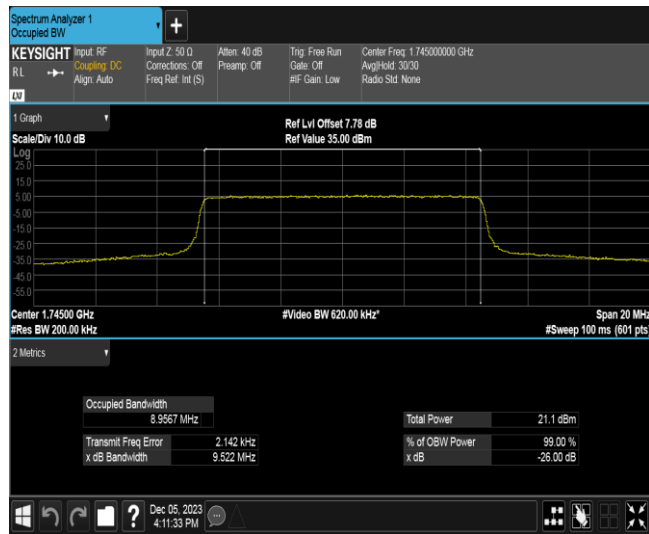 Spectrum Analyzer 1
Occupied BW
+
KEYSIGHT
RL
LXI
Input: RF
Coupling: DC
Align: Auto
Input Z: 50 Ω
Corrections: Off
Freq Ref: Int (S)
Atten: 40 dB
Preamp: Off
Trig: Free Run
Gate: Off
#IF Gain: Low
Center Freq: 1.745000000 GHz
Avg|Hold: 30/30
Radio Std: None
1 Graph
Scale/Div 10.0 dB
Ref Lvl Offset 7.78 dB
Ref Value 35.00 dBm
Log
25.0
15.0
5.00
-5.00
-15.0
-25.0
-35.0
-45.0
-55.0
Center 1.74500 GHz
#Res BW 200.00 kHz
#Video BW 620.00 kHz*
Span 20 MHz
#Sweep 100 ms (601 pts)
2 Metrics
Occupied Bandwidth
8.9567 MHz
Transmit Freq Error 2.142 kHz
x dB Bandwidth 9.522 MHz
Total Power 21.1 dBm
% of OBW Power 99.00 %
x dB -26.00 dB
?
Dec 05, 2023
4:11:33 PM